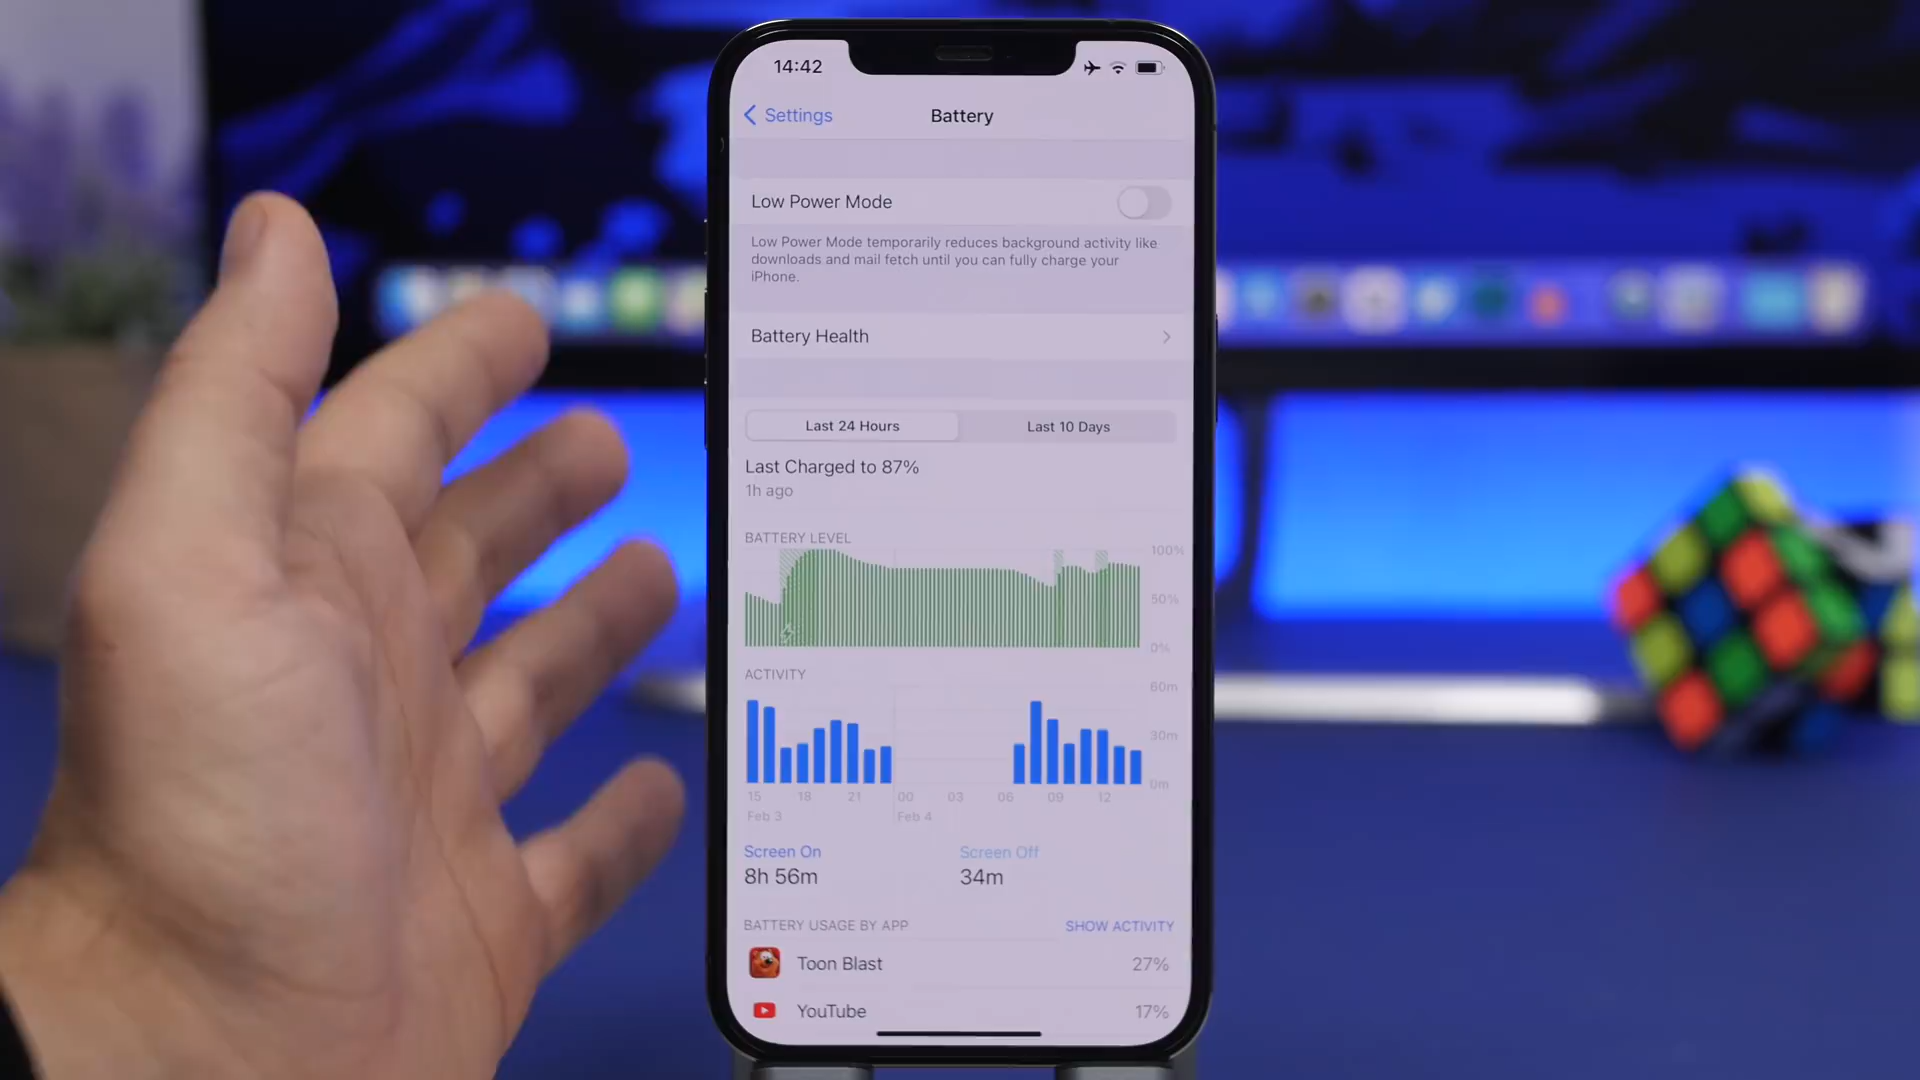 14:42
Settings
Battery
Low Power Mode
Low Power Mode temporarily reduces background activity like
downloads and mail fetch until you can fully charge your
iPhone.
Battery Health
Last 24 Hours
Last 10 Days
Last Charged to 87%
1h ago
BATTERY LEVEL
100%
50%
0%
ACTIVITY
60m
30m
0m
15 18 21 00 03 06 09 12
Feb 3 Feb 4
Screen On
Screen Off
8h 56m
34m
BATTERY USAGE BY APP
SHOW ACTIVITY
Toon Blast
27%
YouTube
17%